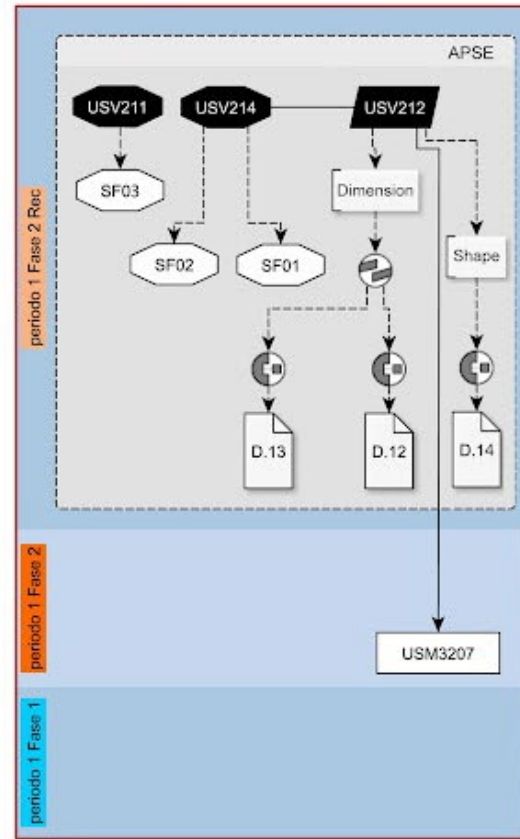 APSE
USV211
USV214
USV212
SF03
Dimension
SF02
SF01
Shape
D.13
D.12
D.14
periodo 1 Fase 2 Rec
periodo 1 Fase 2
USM3207
periodo 1 Fase 1